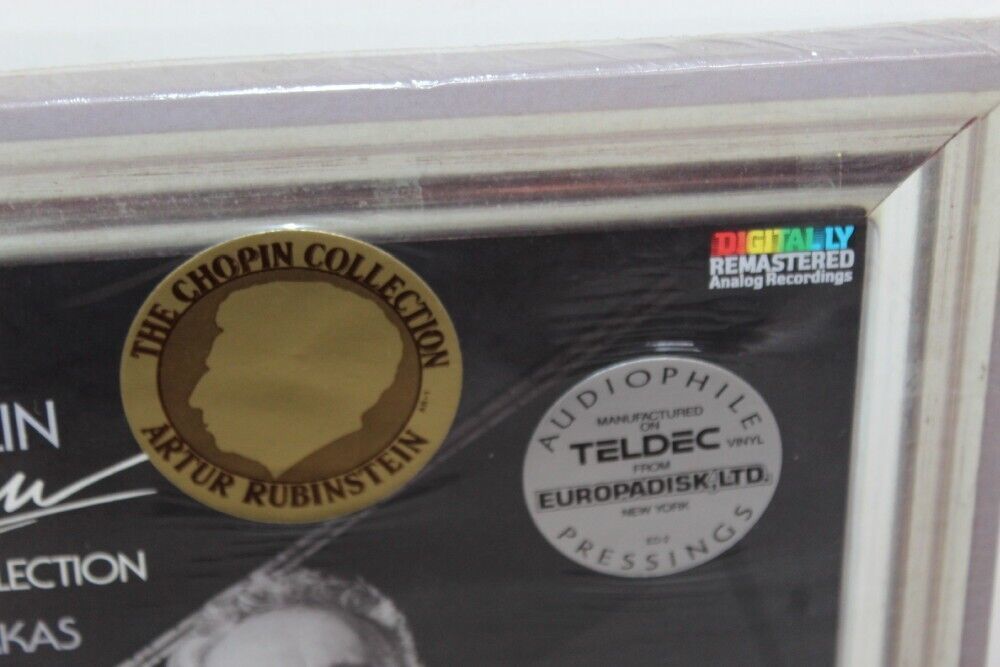 THE CHOPIN COLLECTION
ARTUR RUBINSTEIN
DIGITALLY
REMASTERED
Analog Recordings
AUDIOPHILE
MANUFACTURED
ON
TELDEC VINYL
FROM
EUROPADISK, LTD.
NEW YORK
PRESSINGS
LIN
LECTION
KAS